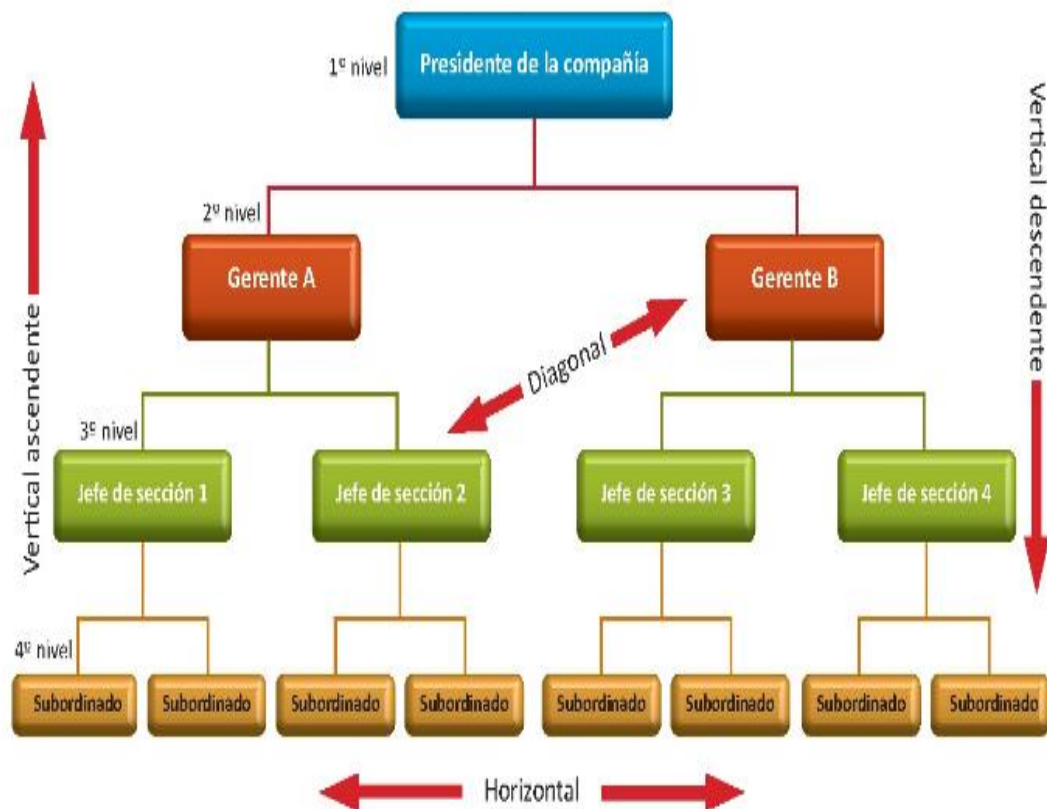 Presidente de la compañía
1º nivel
Vertical ascendente
Vertical descendente
2º nivel
Gerente A
Gerente B
Diagonal
3º nivel
Jefe de sección 1
Jefe de sección 2
Jefe de sección 3
Jefe de sección 4
4º nivel
Subordinado
Subordinado
Subordinado
Subordinado
Subordinado
Subordinado
Subordinado
Subordinado
Horizontal